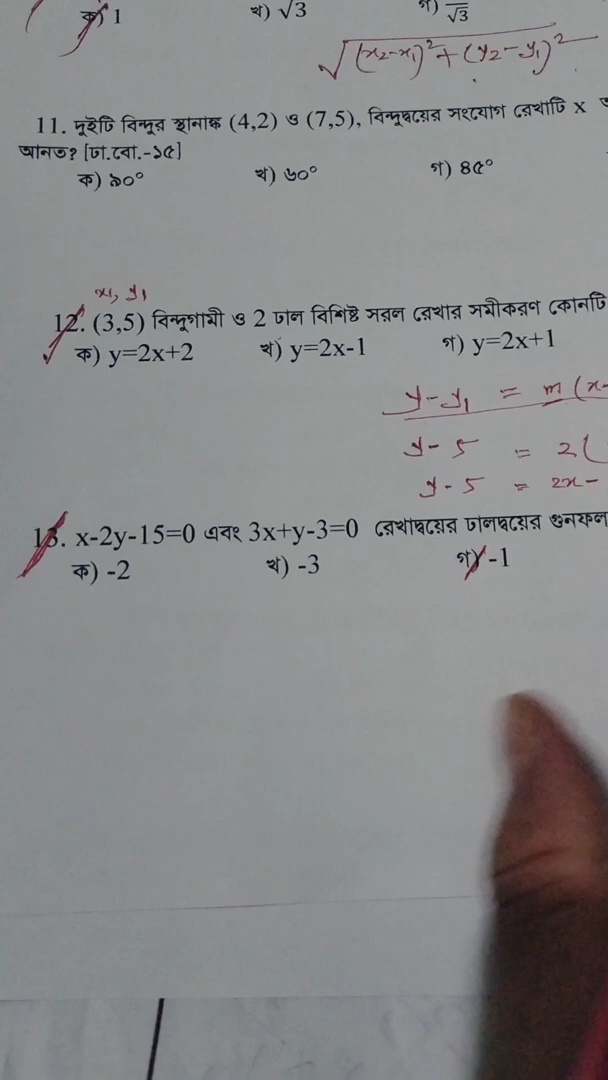 ক) 1 খ) √3 গ) 1/√3
√(x₂-x₁)²+(y₂-y₁)²
11. দুইটি বিন্দুর স্থানাঙ্ক (4,2) ও (7,5), বিন্দুদ্বয়ের সংযোগ রেখাটি x
আনত? [ঢা.বো.-১৫]
ক) ৯০° খ) ৬০° গ) ৪৫°
x₁, y₁
12. (3,5) বিন্দুগামী ও 2 ঢাল বিশিষ্ট সরল রেখার সমীকরণ কোনটি
ক) y=2x+2 খ) y=2x-1 গ) y=2x+1
y-y₁ = m(x-
y-5 = 2(
y-5 = 2x-
13. x-2y-15=0 এবং 3x+y-3=0 রেখাদ্বয়ের ঢালদ্বয়ের গুনফল
ক) -2 খ) -3 গ) -1